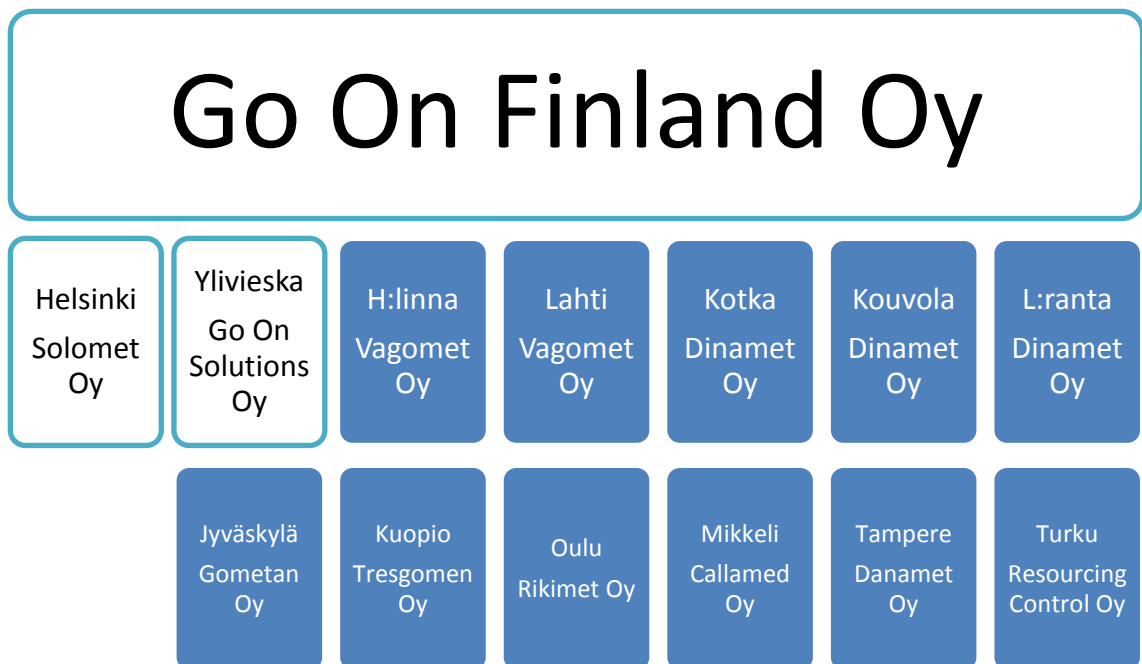 Go On Finland Oy
Helsinki
Solomet
Oy
Ylivieska
Go On
Solutions
Oy
H:linna
Vagomet
Oy
Lahti
Vagomet
Oy
Kotka
Dinamet
Oy
Kouvola
Dinamet
Oy
L:ranta
Dinamet
Oy
Jyväskylä
Gometan
Oy
Kuopio
Tresgomen
Oy
Oulu
Rikimet Oy
Mikkeli
Callamed
Oy
Tampere
Danamet
Oy
Turku
Resourcing
Control Oy